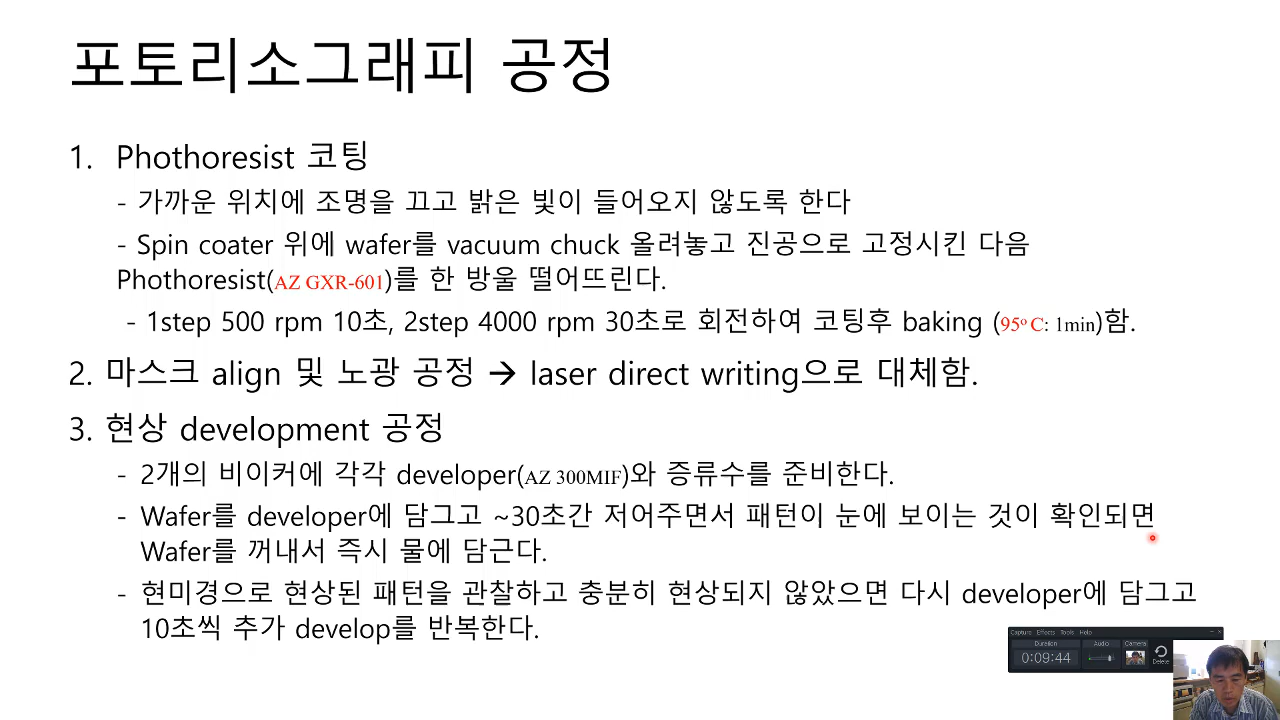 포토리소그래피 공정
1. Phothoresist 코팅
- 가까운 위치에 조명을 끄고 밝은 빛이 들어오지 않도록 한다
- Spin coater 위에 wafer를 vacuum chuck 올려놓고 진공으로 고정시킨 다음
Phothoresist(AZ GXR-601)를 한 방울 떨어뜨린다.
- 1step 500 rpm 10초, 2step 4000 rpm 30초로 회전하여 코팅후 baking (95º C: 1min)함.
2. 마스크 align 및 노광 공정 → laser direct writing으로 대체함.
3. 현상 development 공정
- 2개의 비이커에 각각 developer(AZ 300MIF)와 증류수를 준비한다.
- Wafer를 developer에 담그고 ~30초간 저어주면서 패턴이 눈에 보이는 것이 확인되면
Wafer를 꺼내서 즉시 물에 담근다.
- 현미경으로 현상된 패턴을 관찰하고 충분히 현상되지 않았으면 다시 developer에 담그고
10초씩 추가 develop를 반복한다.
Capture Effects Tools Help
Duration Audio Camera
0:09:44
Delete